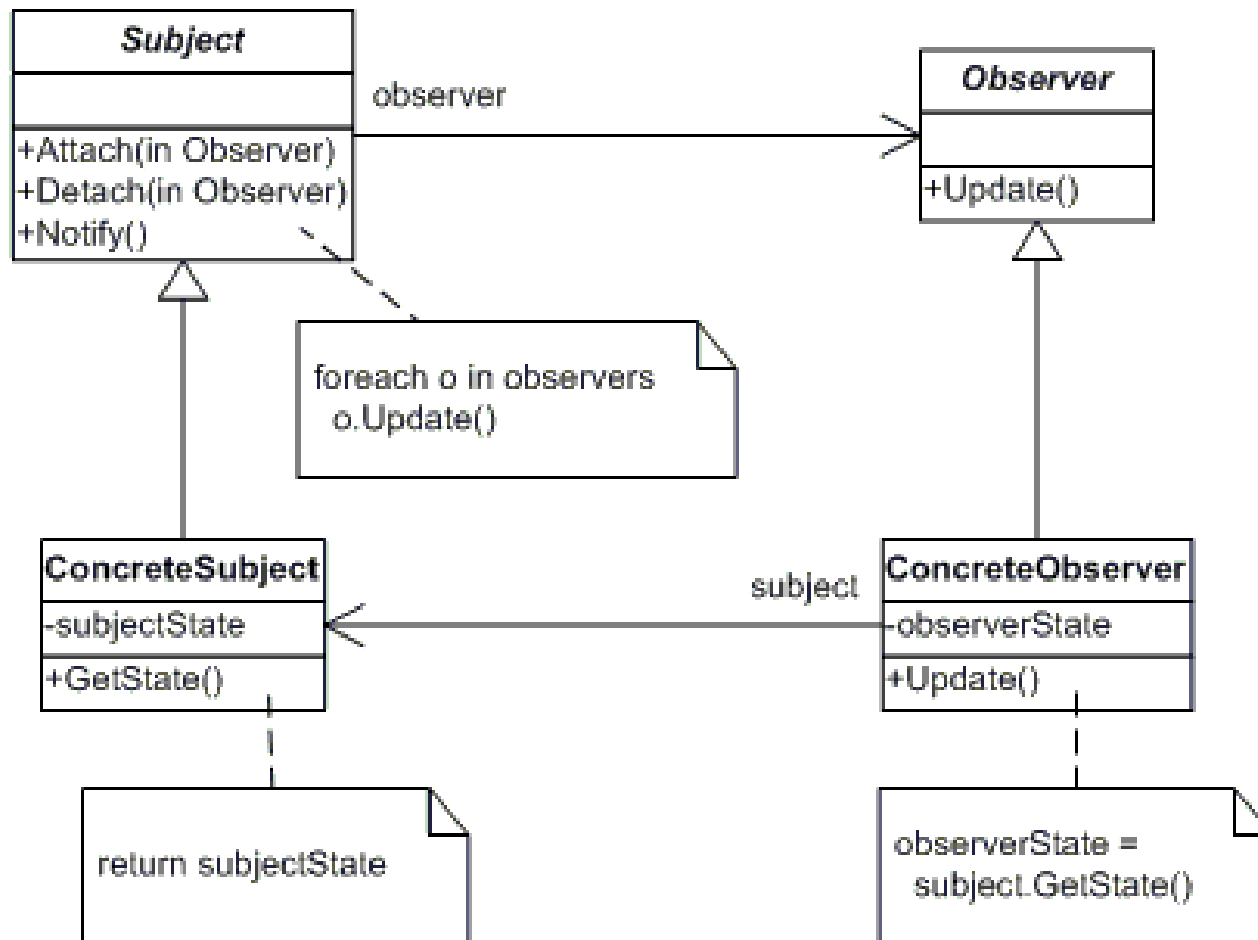 Subject
+Attach(in Observer)
+Detach(in Observer)
+Notify()
observer
Observer
+Update()
foreach o in observers
o.Update()
ConcreteSubject
-subjectState
+GetState()
subject
ConcreteObserver
-observerState
+Update()
return subjectState
observerState =
subject.GetState()